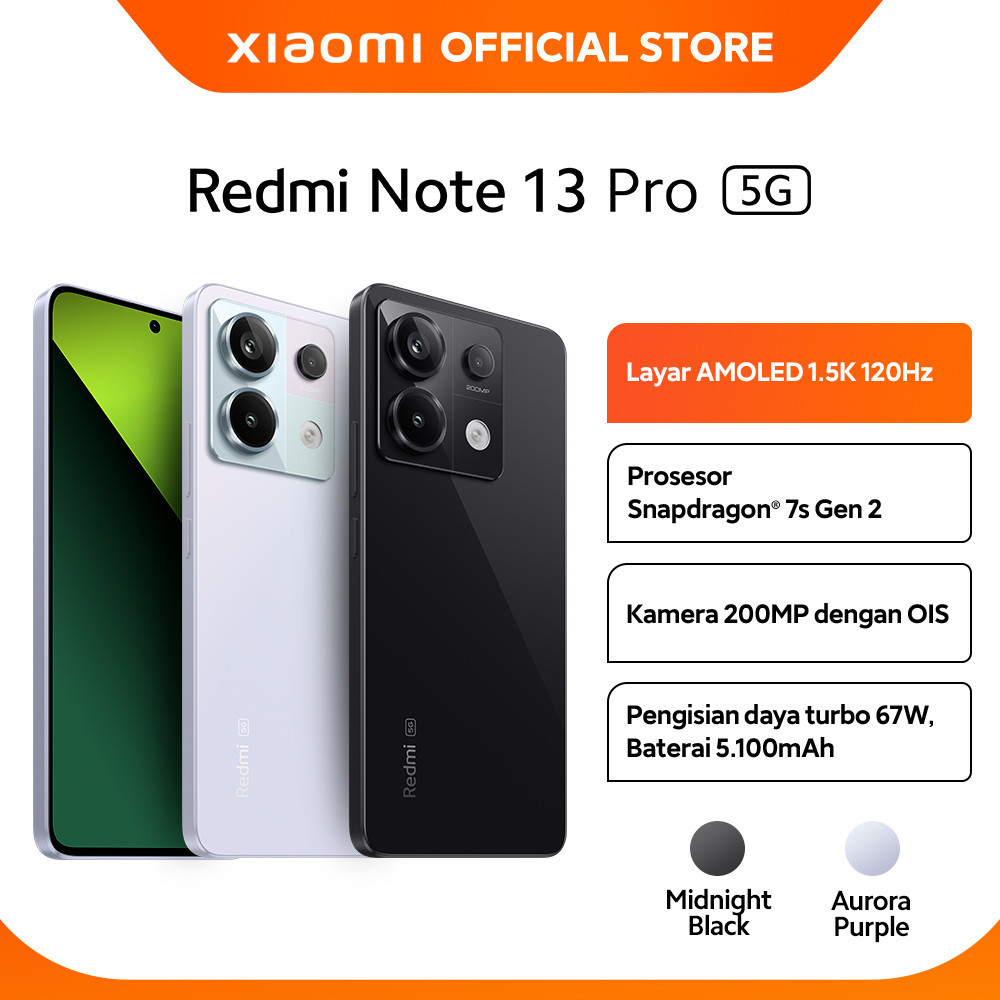 xiaomi OFFICIAL STORE
Redmi Note 13 Pro 5G
Layar AMOLED 1.5K 120Hz
Prosesor
Snapdragon® 7s Gen 2
Kamera 200MP dengan OIS
Pengisian daya turbo 67W,
Baterai 5.100mAh
Midnight
Black
Aurora
Purple
200MP
Redmi 5G
Redmi 5G